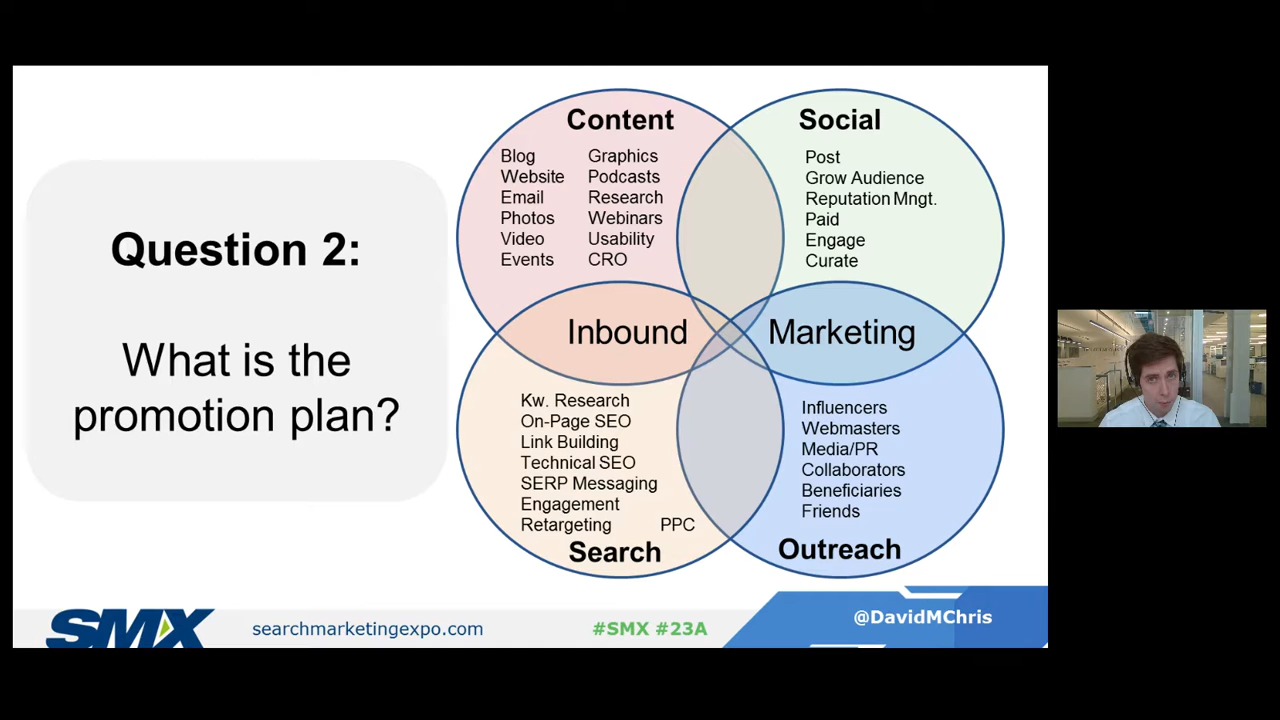 Question 2:
What is the
promotion plan?
Content
Blog Graphics
Website Podcasts
Email Research
Photos Webinars
Video Usability
Events CRO
Social
Post
Grow Audience
Reputation Mngt.
Paid
Engage
Curate
Inbound Marketing
Kw. Research
On-Page SEO
Link Building
Technical SEO
SERP Messaging
Engagement
Retargeting PPC
Search
Influencers
Webmasters
Media/PR
Collaborators
Beneficiaries
Friends
Outreach
SMX
searchmarketingexpo.com
#SMX #23A
@DavidMChris